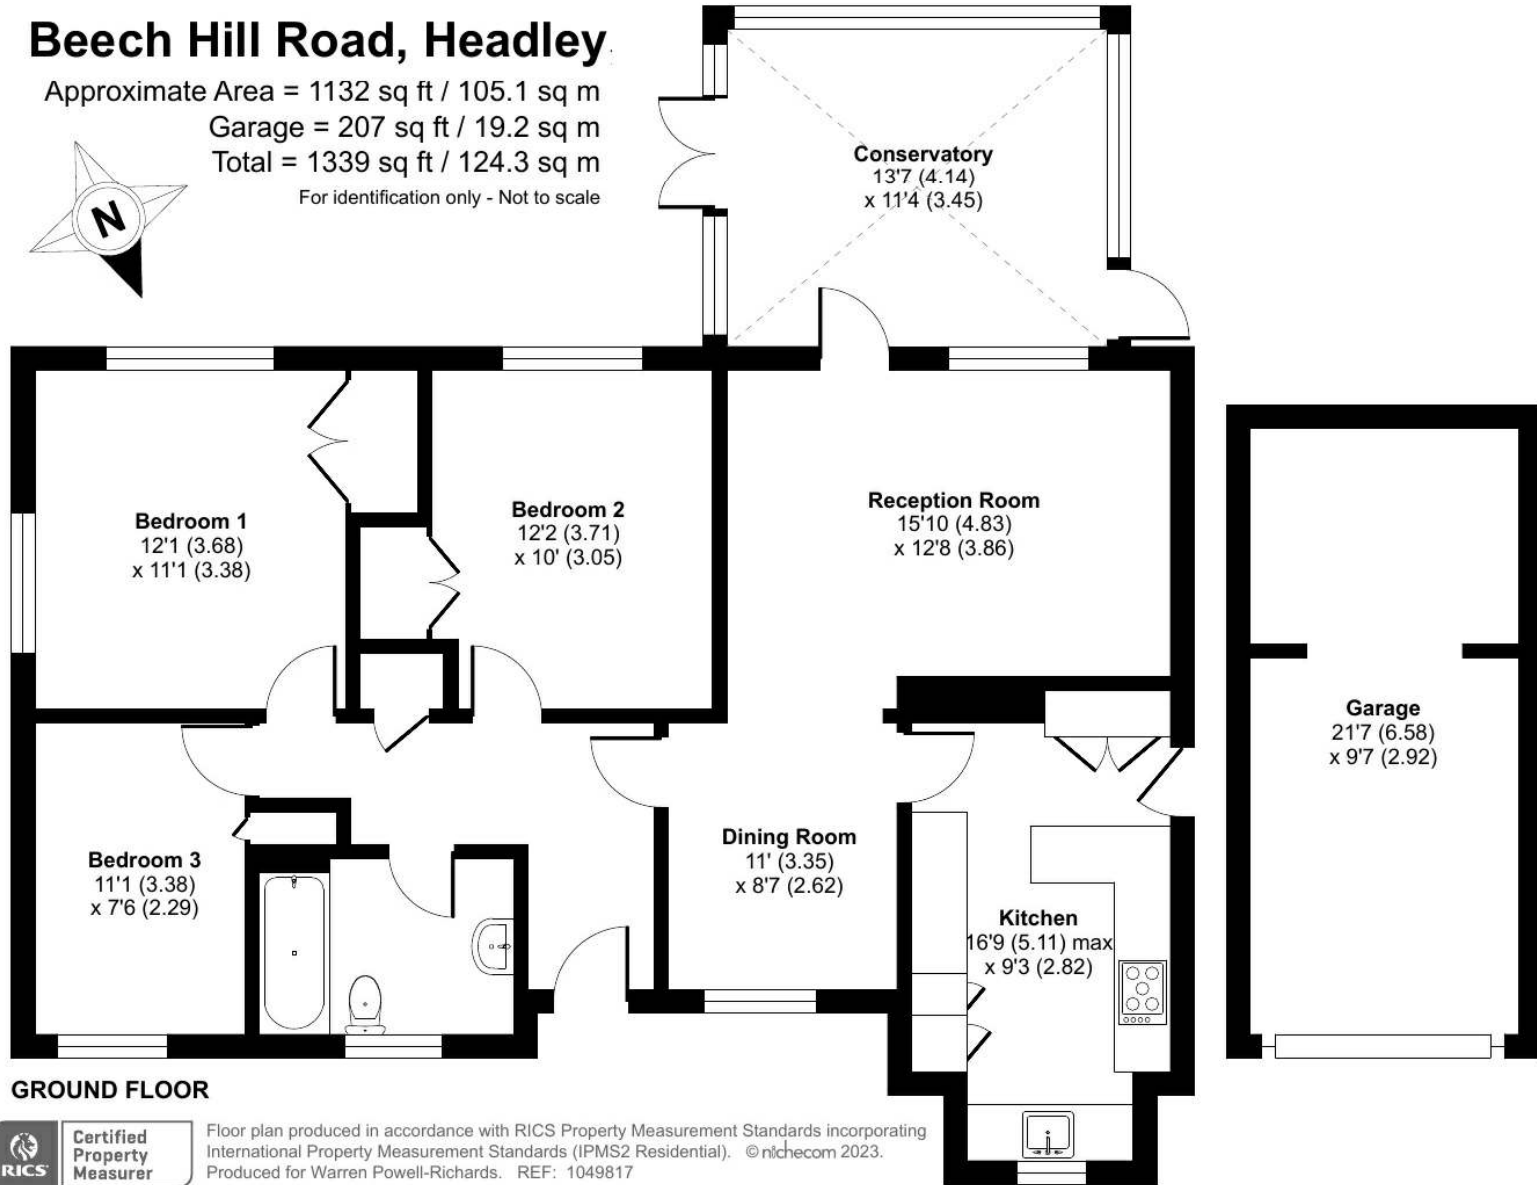 Beech Hill Road, Headley
Approximate Area = 1132 sq ft / 105.1 sq m
Garage = 207 sq ft / 19.2 sq m
Total = 1339 sq ft / 124.3 sq m
For identification only - Not to scale
N
Conservatory
13'7 (4.14)
x 11'4 (3.45)
Bedroom 1
12'1 (3.68)
x 11'1 (3.38)
Bedroom 2
12'2 (3.71)
x 10' (3.05)
Reception Room
15'10 (4.83)
x 12'8 (3.86)
Garage
21'7 (6.58)
x 9'7 (2.92)
Bedroom 3
11'1 (3.38)
x 7'6 (2.29)
Dining Room
11' (3.35)
x 8'7 (2.62)
Kitchen
16'9 (5.11) max
x 9'3 (2.82)
GROUND FLOOR
RICS
Certified
Property
Measurer
Floor plan produced in accordance with RICS Property Measurement Standards incorporating
International Property Measurement Standards (IPMS2 Residential). © nichecom 2023.
Produced for Warren Powell-Richards. REF: 1049817